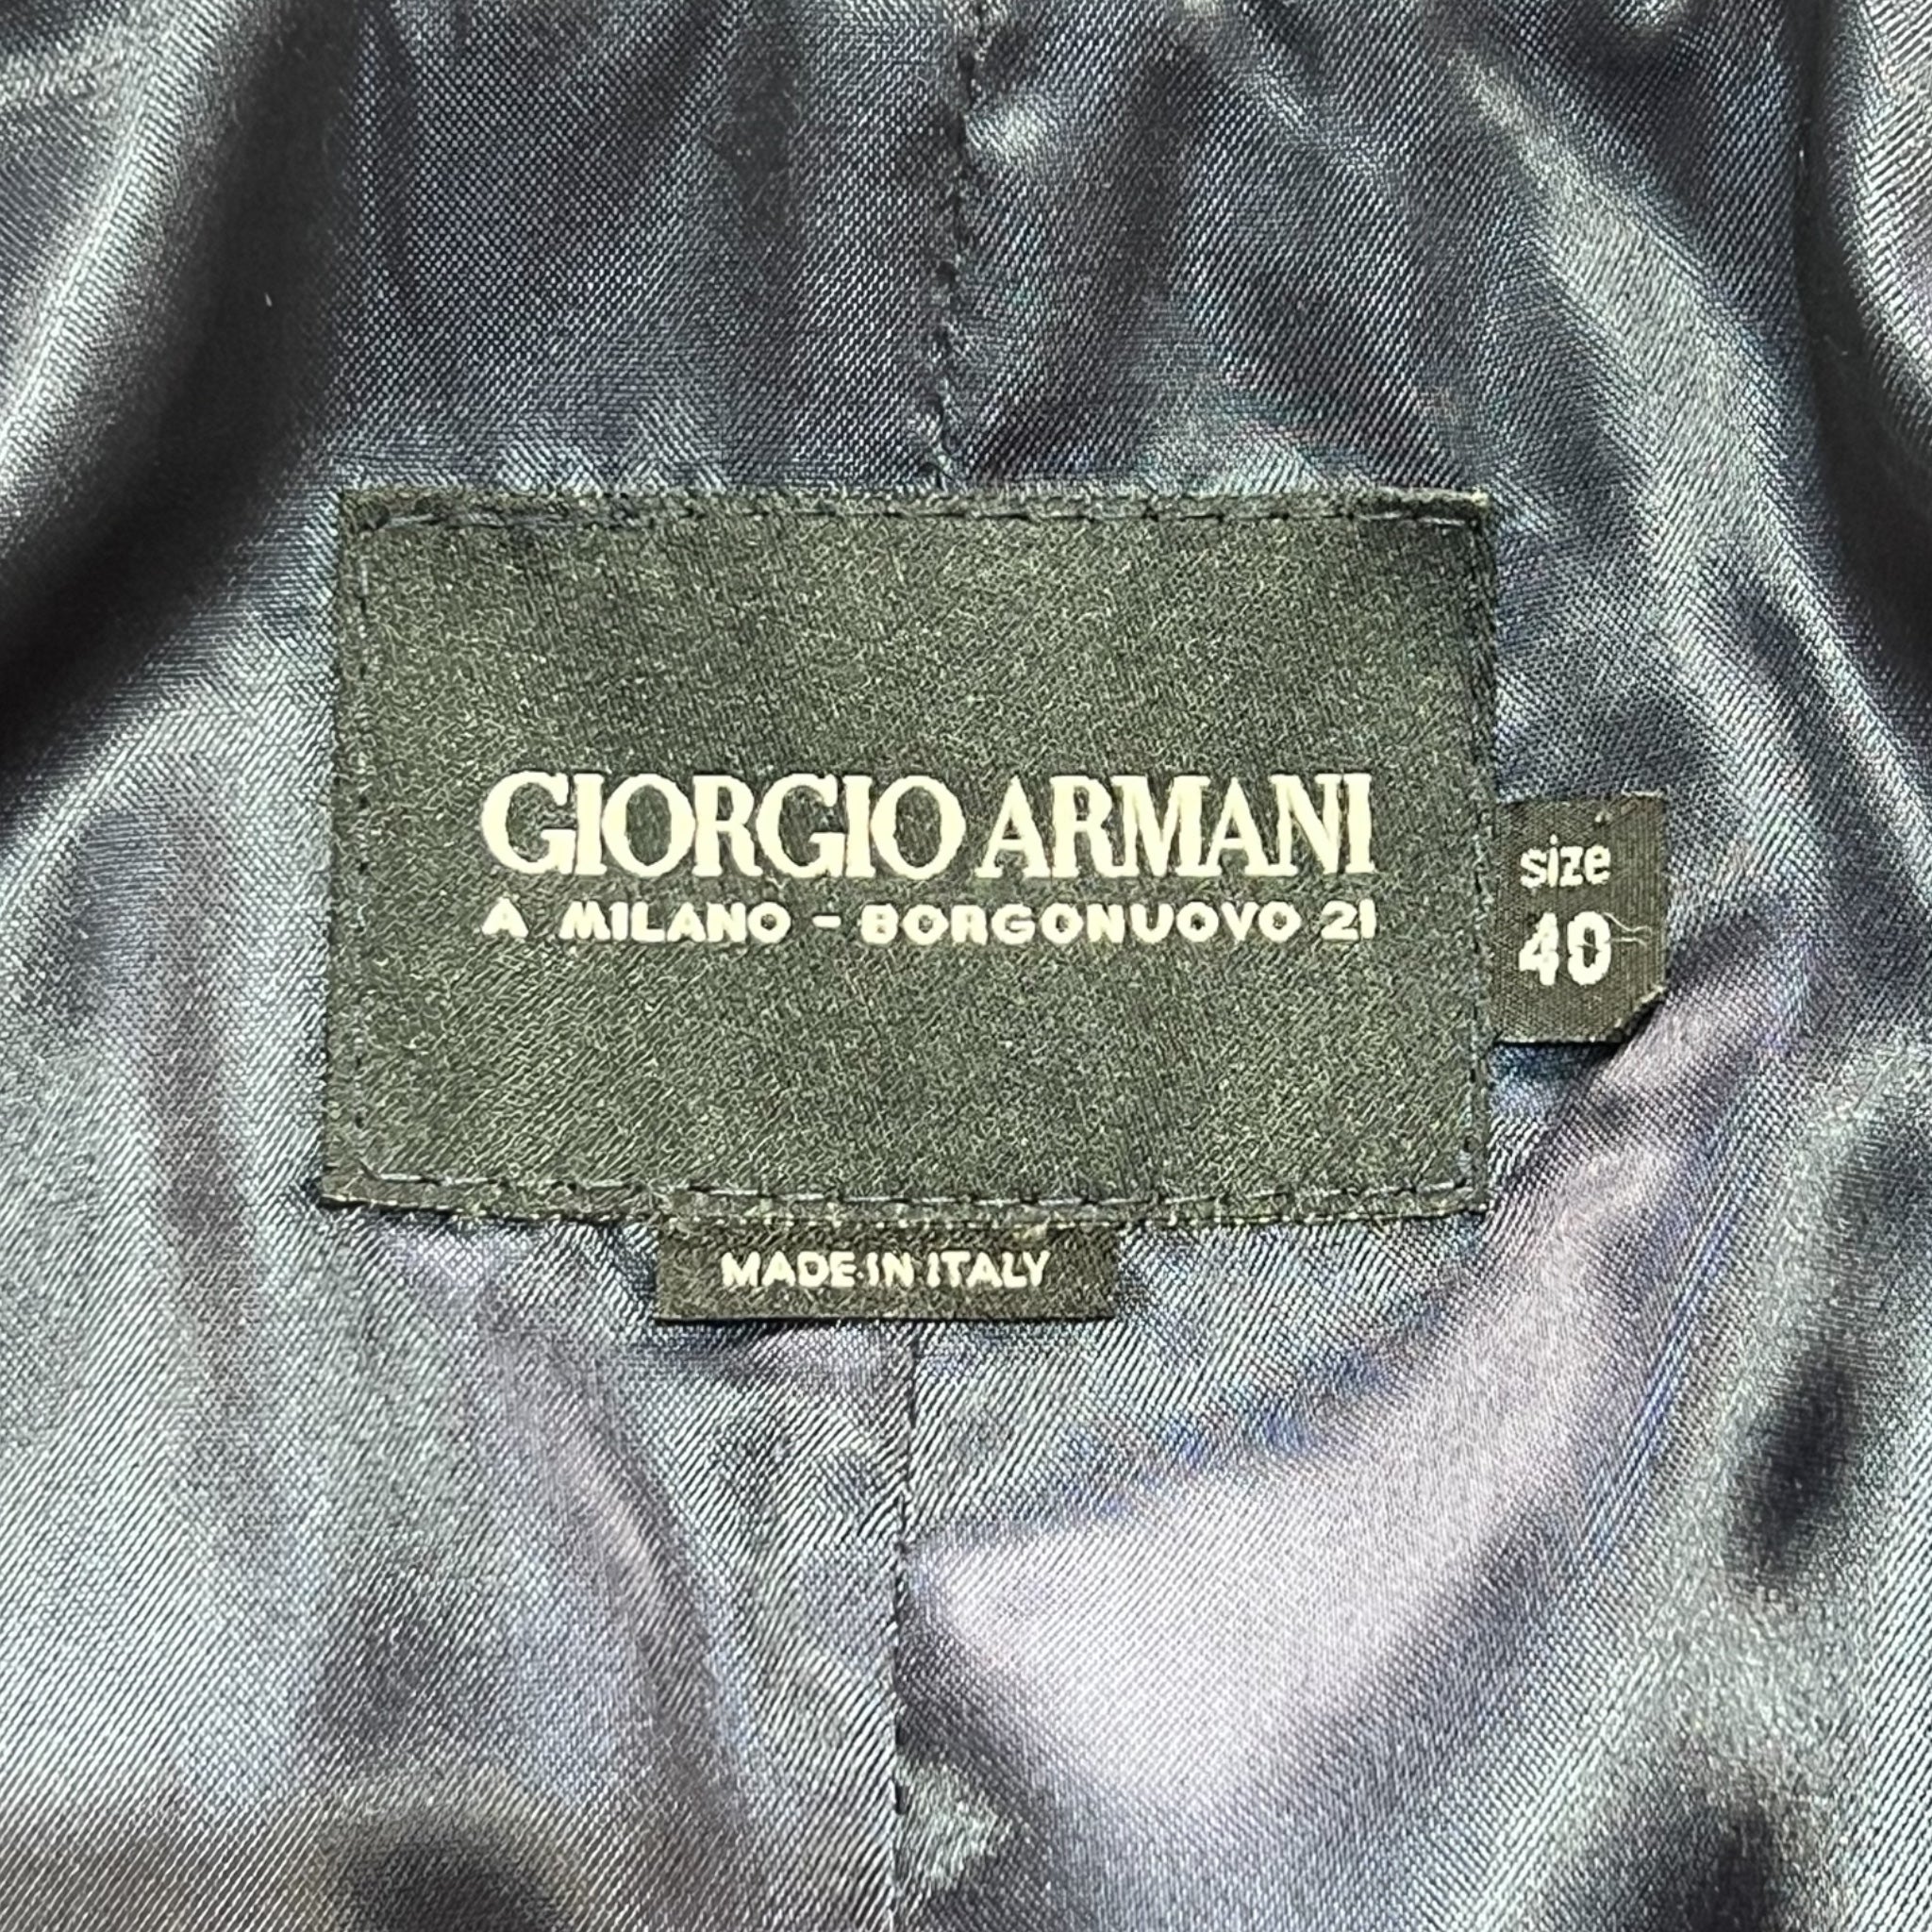 GIORGIO ARMANI
A MILANO - BORGONUOVO 21
size
40
MADE IN ITALY